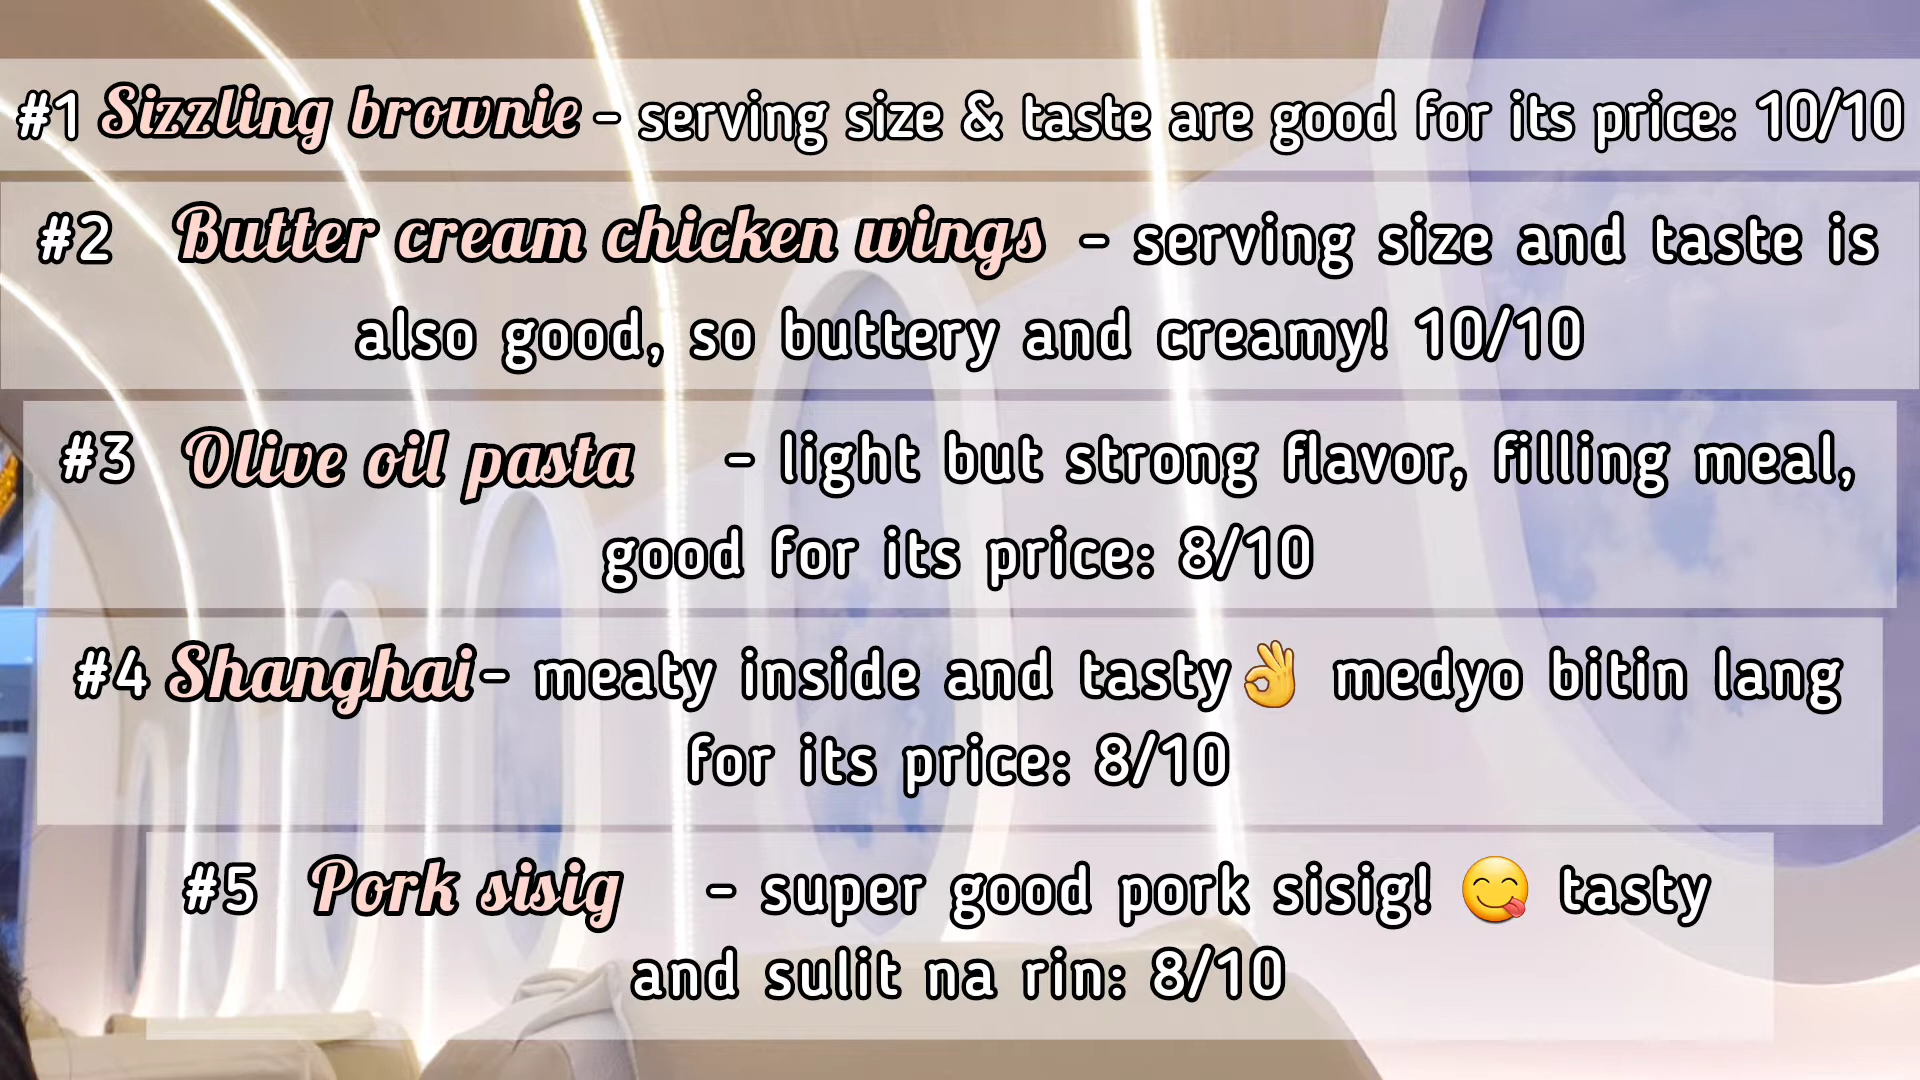 #1 Sizzling brownie - serving size & taste are good for its price: 10/10
#2 Butter cream chicken wings - serving size and taste is
also good, so buttery and creamy! 10/10
#3 Olive oil pasta - light but strong flavor, filling meal,
good for its price: 8/10
#4 Shanghai - meaty inside and tasty👌 medyo bitin lang
for its price: 8/10
#5 Pork sisig - super good pork sisig! 😋 tasty
and sulit na rin: 8/10